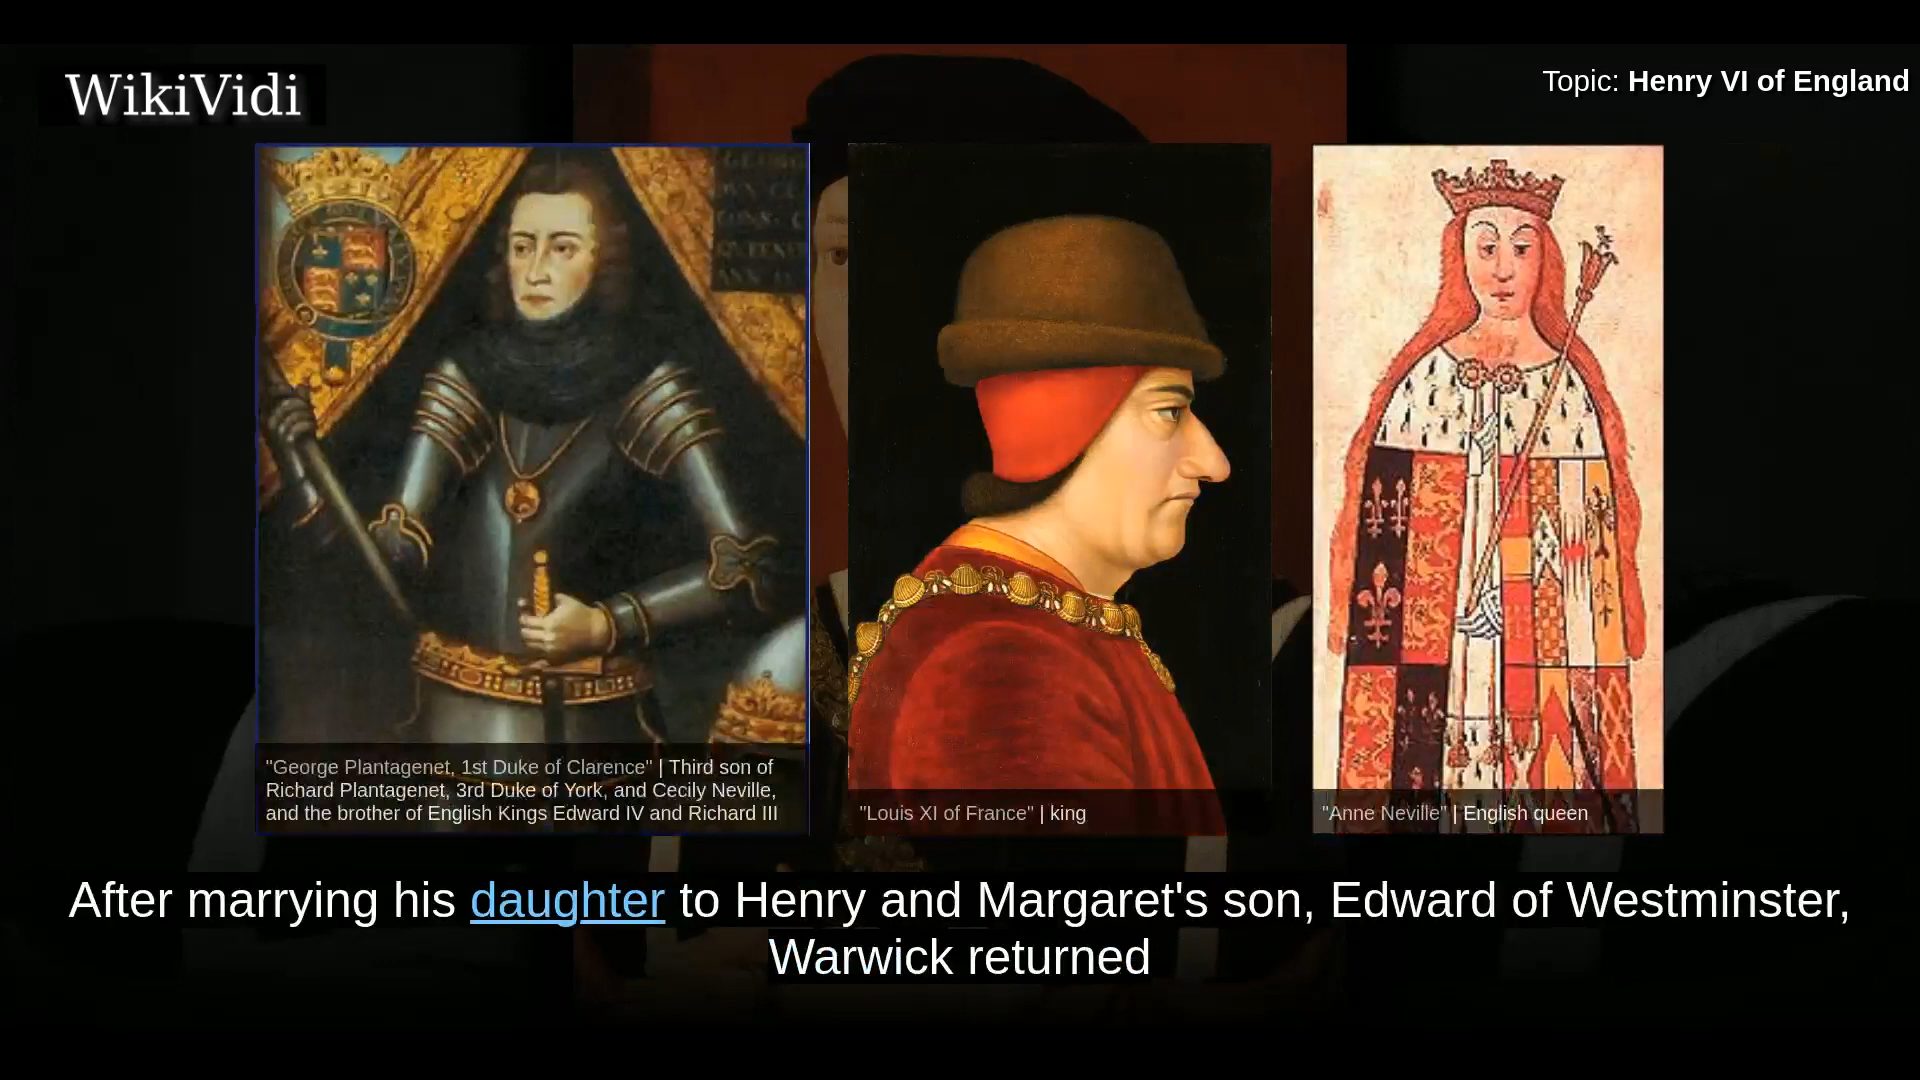 WikiVidi
Topic: Henry VI of England
"George Plantagenet, 1st Duke of Clarence" | Third son of
Richard Plantagenet, 3rd Duke of York, and Cecily Neville,
and the brother of English Kings Edward IV and Richard III
"Louis XI of France" | king
"Anne Neville" | English queen
After marrying his daughter to Henry and Margaret's son, Edward of Westminster,
Warwick returned